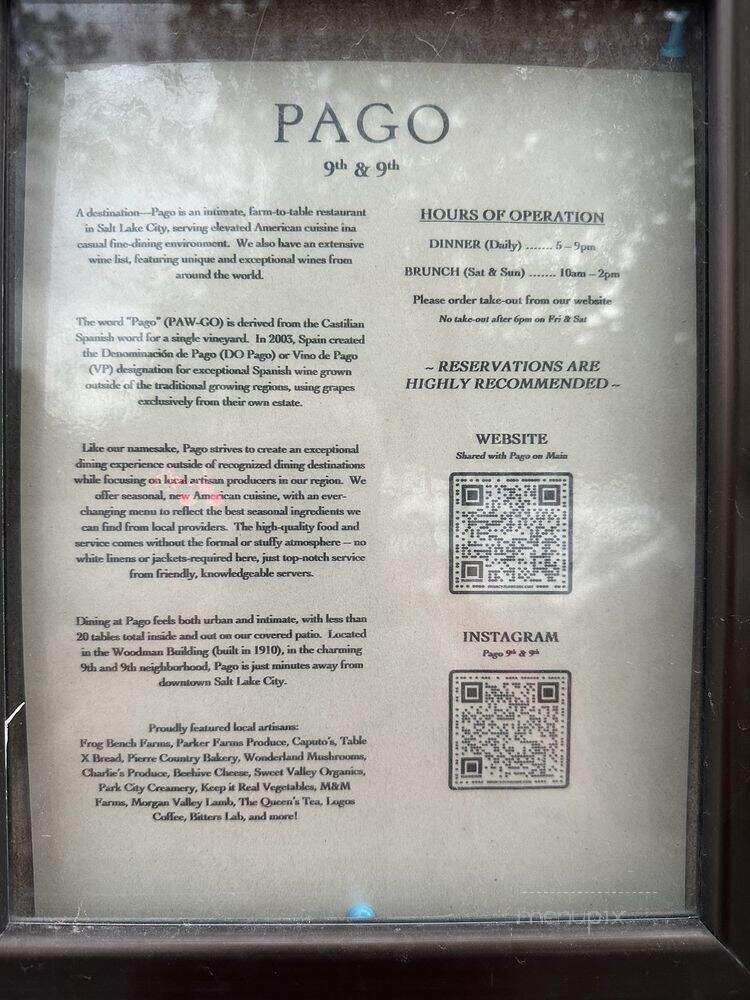 PAGO
9th & 9th
A destination—Pago is an intimate, farm-to-table restaurant
in Salt Lake City, serving elevated American cuisine ina
casual fine-dining environment. We also have an extensive
wine list, featuring unique and exceptional wines from
around the world.
The word "Pago" (PAW-GO) is derived from the Castilian
Spanish word for a single vineyard. In 2003, Spain created
the Denominación de Pago (DO Pago) or Vino de Pago
(VP) designation for exceptional Spanish wine grown
outside of the traditional growing regions, using grapes
exclusively from their own estate.
Like our namesake, Pago strives to create an exceptional
dining experience outside of recognized dining destinations
while focusing on local artisan producers in our region. We
offer seasonal, new American cuisine, with an ever-
changing menu to reflect the best seasonal ingredients we
can find from local providers. The high-quality food and
service comes without the formal or stuffy atmosphere – no
white linens or jackets-required here, just top-notch service
from friendly, knowledgeable servers.
Dining at Pago feels both urban and intimate, with less than
20 tables total inside and out on our covered patio. Located
in the Woodman Building (built in 1910), in the charming
9th and 9th neighborhood, Pago is just minutes away from
downtown Salt Lake City.
Proudly featured local artisans:
Frog Bench Farms, Parker Farms Produce, Caputo's, Table
X Bread, Pierre Country Bakery, Wonderland Mushrooms,
Charlie's Produce, Beehive Cheese, Sweet Valley Organics,
Park City Creamery, Keep it Real Vegetables, M&M
Farms, Morgan Valley Lamb, The Queen's Tea, Logos
Coffee, Bitters Lab, and more!
HOURS OF OPERATION
DINNER (Daily) ....... 5 – 9pm
BRUNCH (Sat & Sun) ....... 10am – 2pm
Please order take-out from our website
No take-out after 6pm on Fri & Sat
~ RESERVATIONS ARE
HIGHLY RECOMMENDED ~
WEBSITE
Shared with Pago on Main
INSTAGRAM
Pago 9th & 9th
menupix